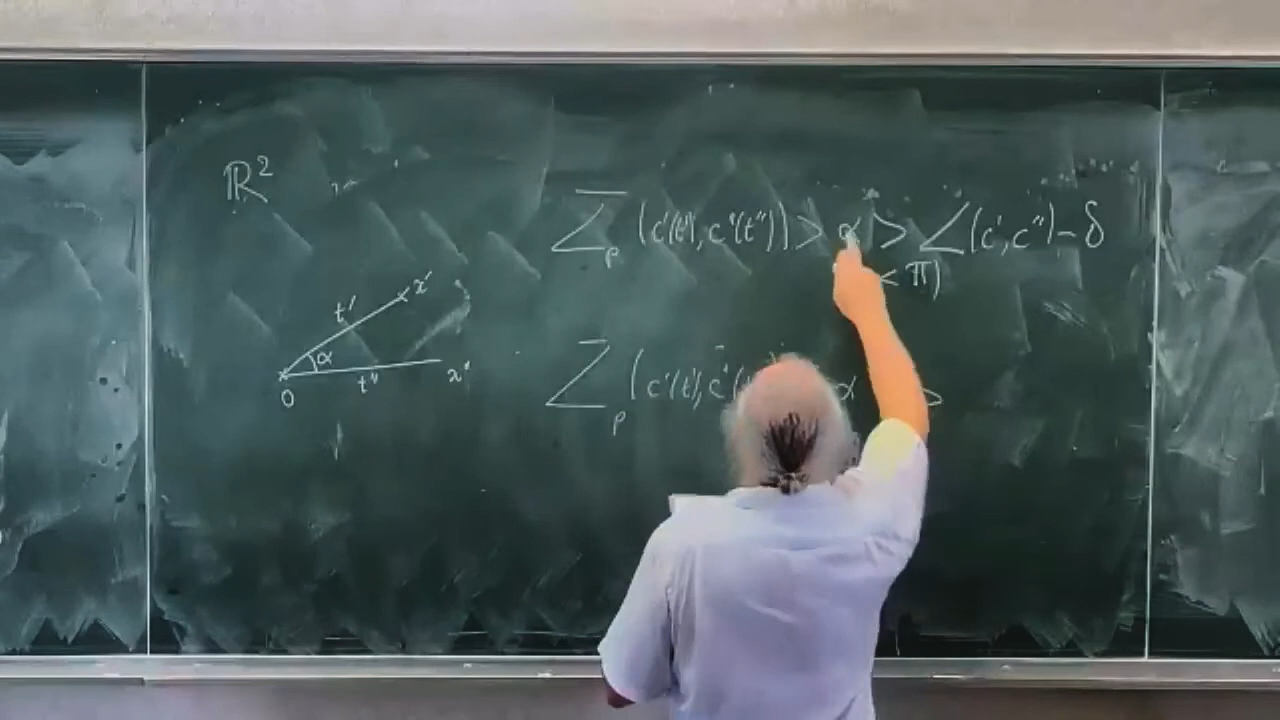 ℝ²
∠̄_p (c'(t'), c''(t'')) > α > ∠(c', c'') − δ
< π)
x'
t'
α
t''
x''
0
∠̄_p (c'(t'), c''(t α >